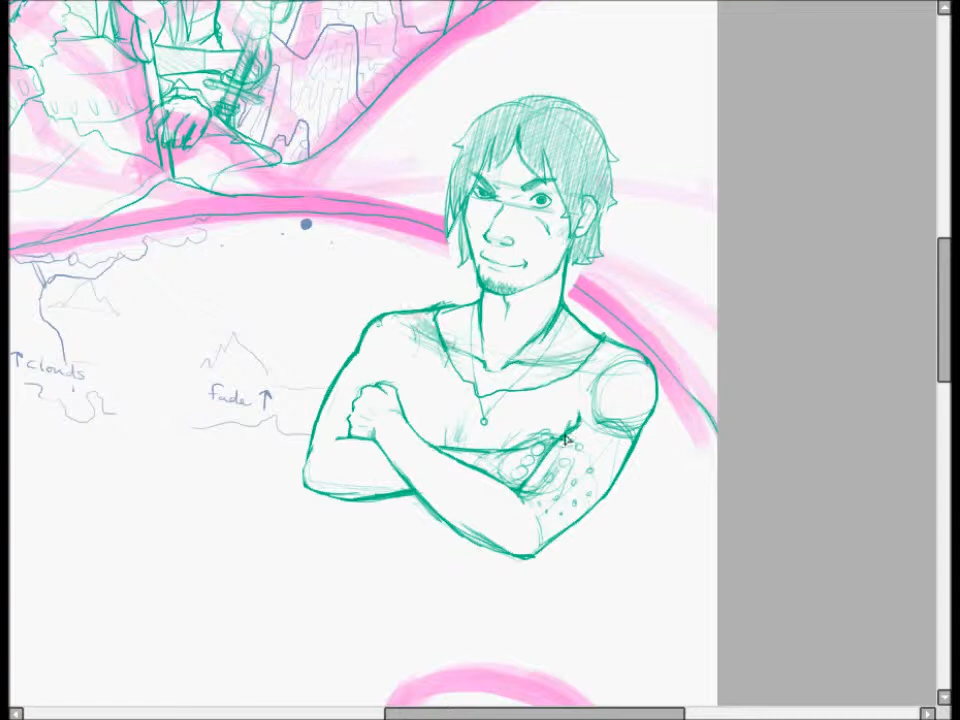 ↑ clouds
fade ↑